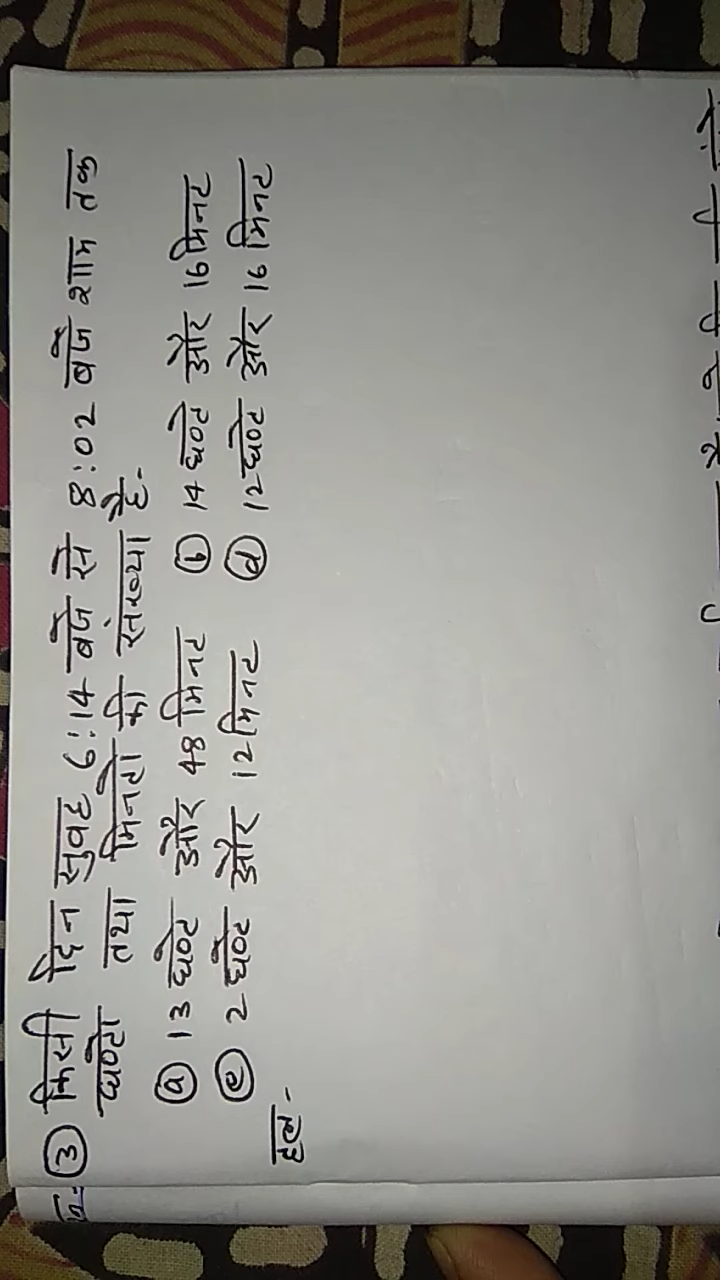 प्र. ③ किसी दिन सुबह 6:14 बजे से 8:02 बजे शाम तक
घण्टो तथा मिनटो की संख्या है-
ⓐ 13 घण्टे और 48 मिनट ⓑ 14 घण्टे और 16 मिनट
ⓒ 2 घण्टे और 12 मिनट ⓓ 12 घण्टे और 16 मिनट
हल-